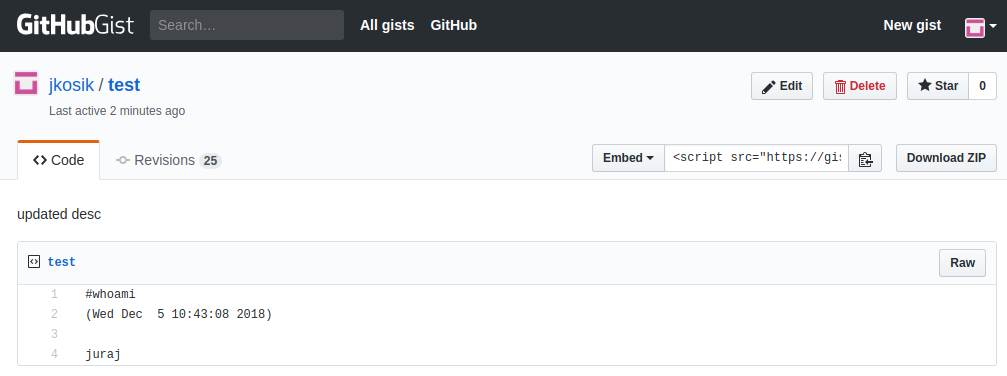 GitHubGist Search… All gists GitHub New gist
jkosik / test Edit Delete Star 0
Last active 2 minutes ago
Code Revisions 25 Embed <script src="https://gis Download ZIP
updated desc
test Raw
1 #whoami
2 (Wed Dec  5 10:43:08 2018)
3
4 juraj